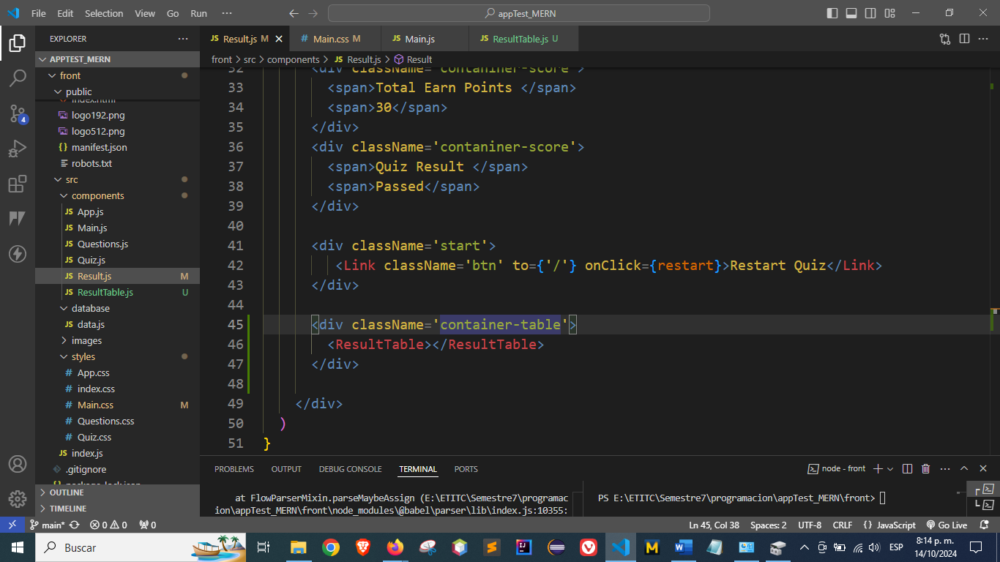 File Edit Selection View Go Run ··· appTest_MERN
EXPLORER ···
APPTEST_MERN
front
public
index.html
logo192.png
logo512.png
manifest.json
robots.txt
src
components
App.js
Main.js
Questions.js
Quiz.js
Result.js M
ResultTable.js U
database
data.js
images
styles
App.css
index.css
Main.css M
Questions.css
Quiz.css
index.js
.gitignore
OUTLINE
TIMELINE
4
JS Result.js M # Main.css M JS Main.js JS ResultTable.js U
front > src > components > JS Result.js > Result
32 <div className='contaniner-score'>
33 <span>Total Earn Points </span>
34 <span>30</span>
35 </div>
36 <div className='contaniner-score'>
37 <span>Quiz Result </span>
38 <span>Passed</span>
39 </div>
40
41 <div className='start'>
42 <Link className='btn' to={'/'} onClick={restart}>Restart Quiz</Link>
43 </div>
44
45 <div className='container-table'>
46 <ResultTable></ResultTable>
47 </div>
48
49 </div>
50 )
51 }
PROBLEMS OUTPUT DEBUG CONSOLE TERMINAL PORTS node - front
at FlowParserMixin.parseMaybeAssign (E:\ETITC\Semestre7\programac
ion\appTest_MERN\front\node_modules\@babel\parser\lib\index.js:10355:
PS E:\ETITC\Semestre7\programacion\appTest_MERN\front>
main* 0 0 0 Ln 45, Col 38 Spaces: 2 UTF-8 CRLF {} JavaScript Go Live
Buscar ESP 8:14 p. m.
14/10/2024